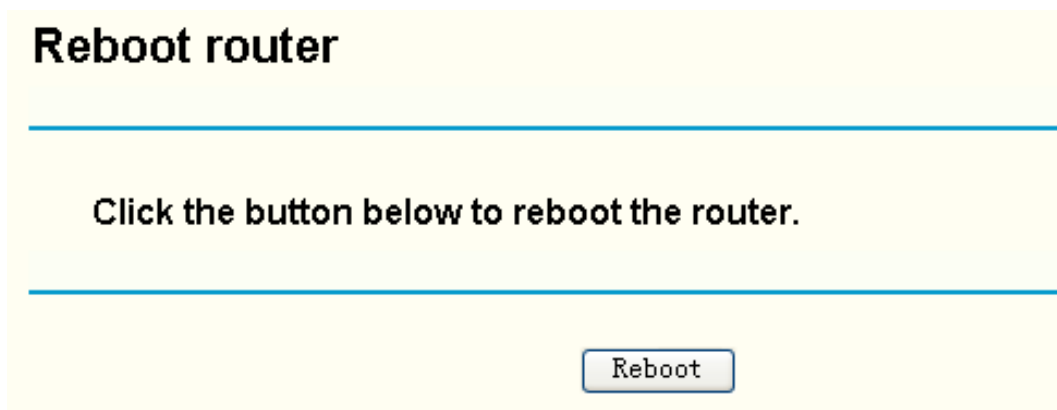 Reboot router
Click the button below to reboot the router.
Reboot